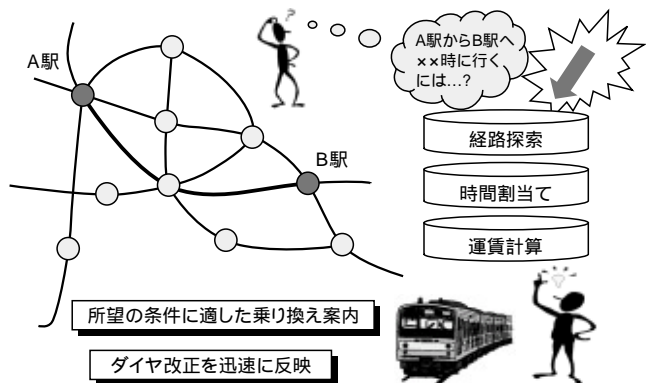 A駅
?
A駅からB駅へ
××時に行く
には…?
経路探索
B駅
時間割当て
運賃計算
所望の条件に適した乗り換え案内
ダイヤ改正を迅速に反映